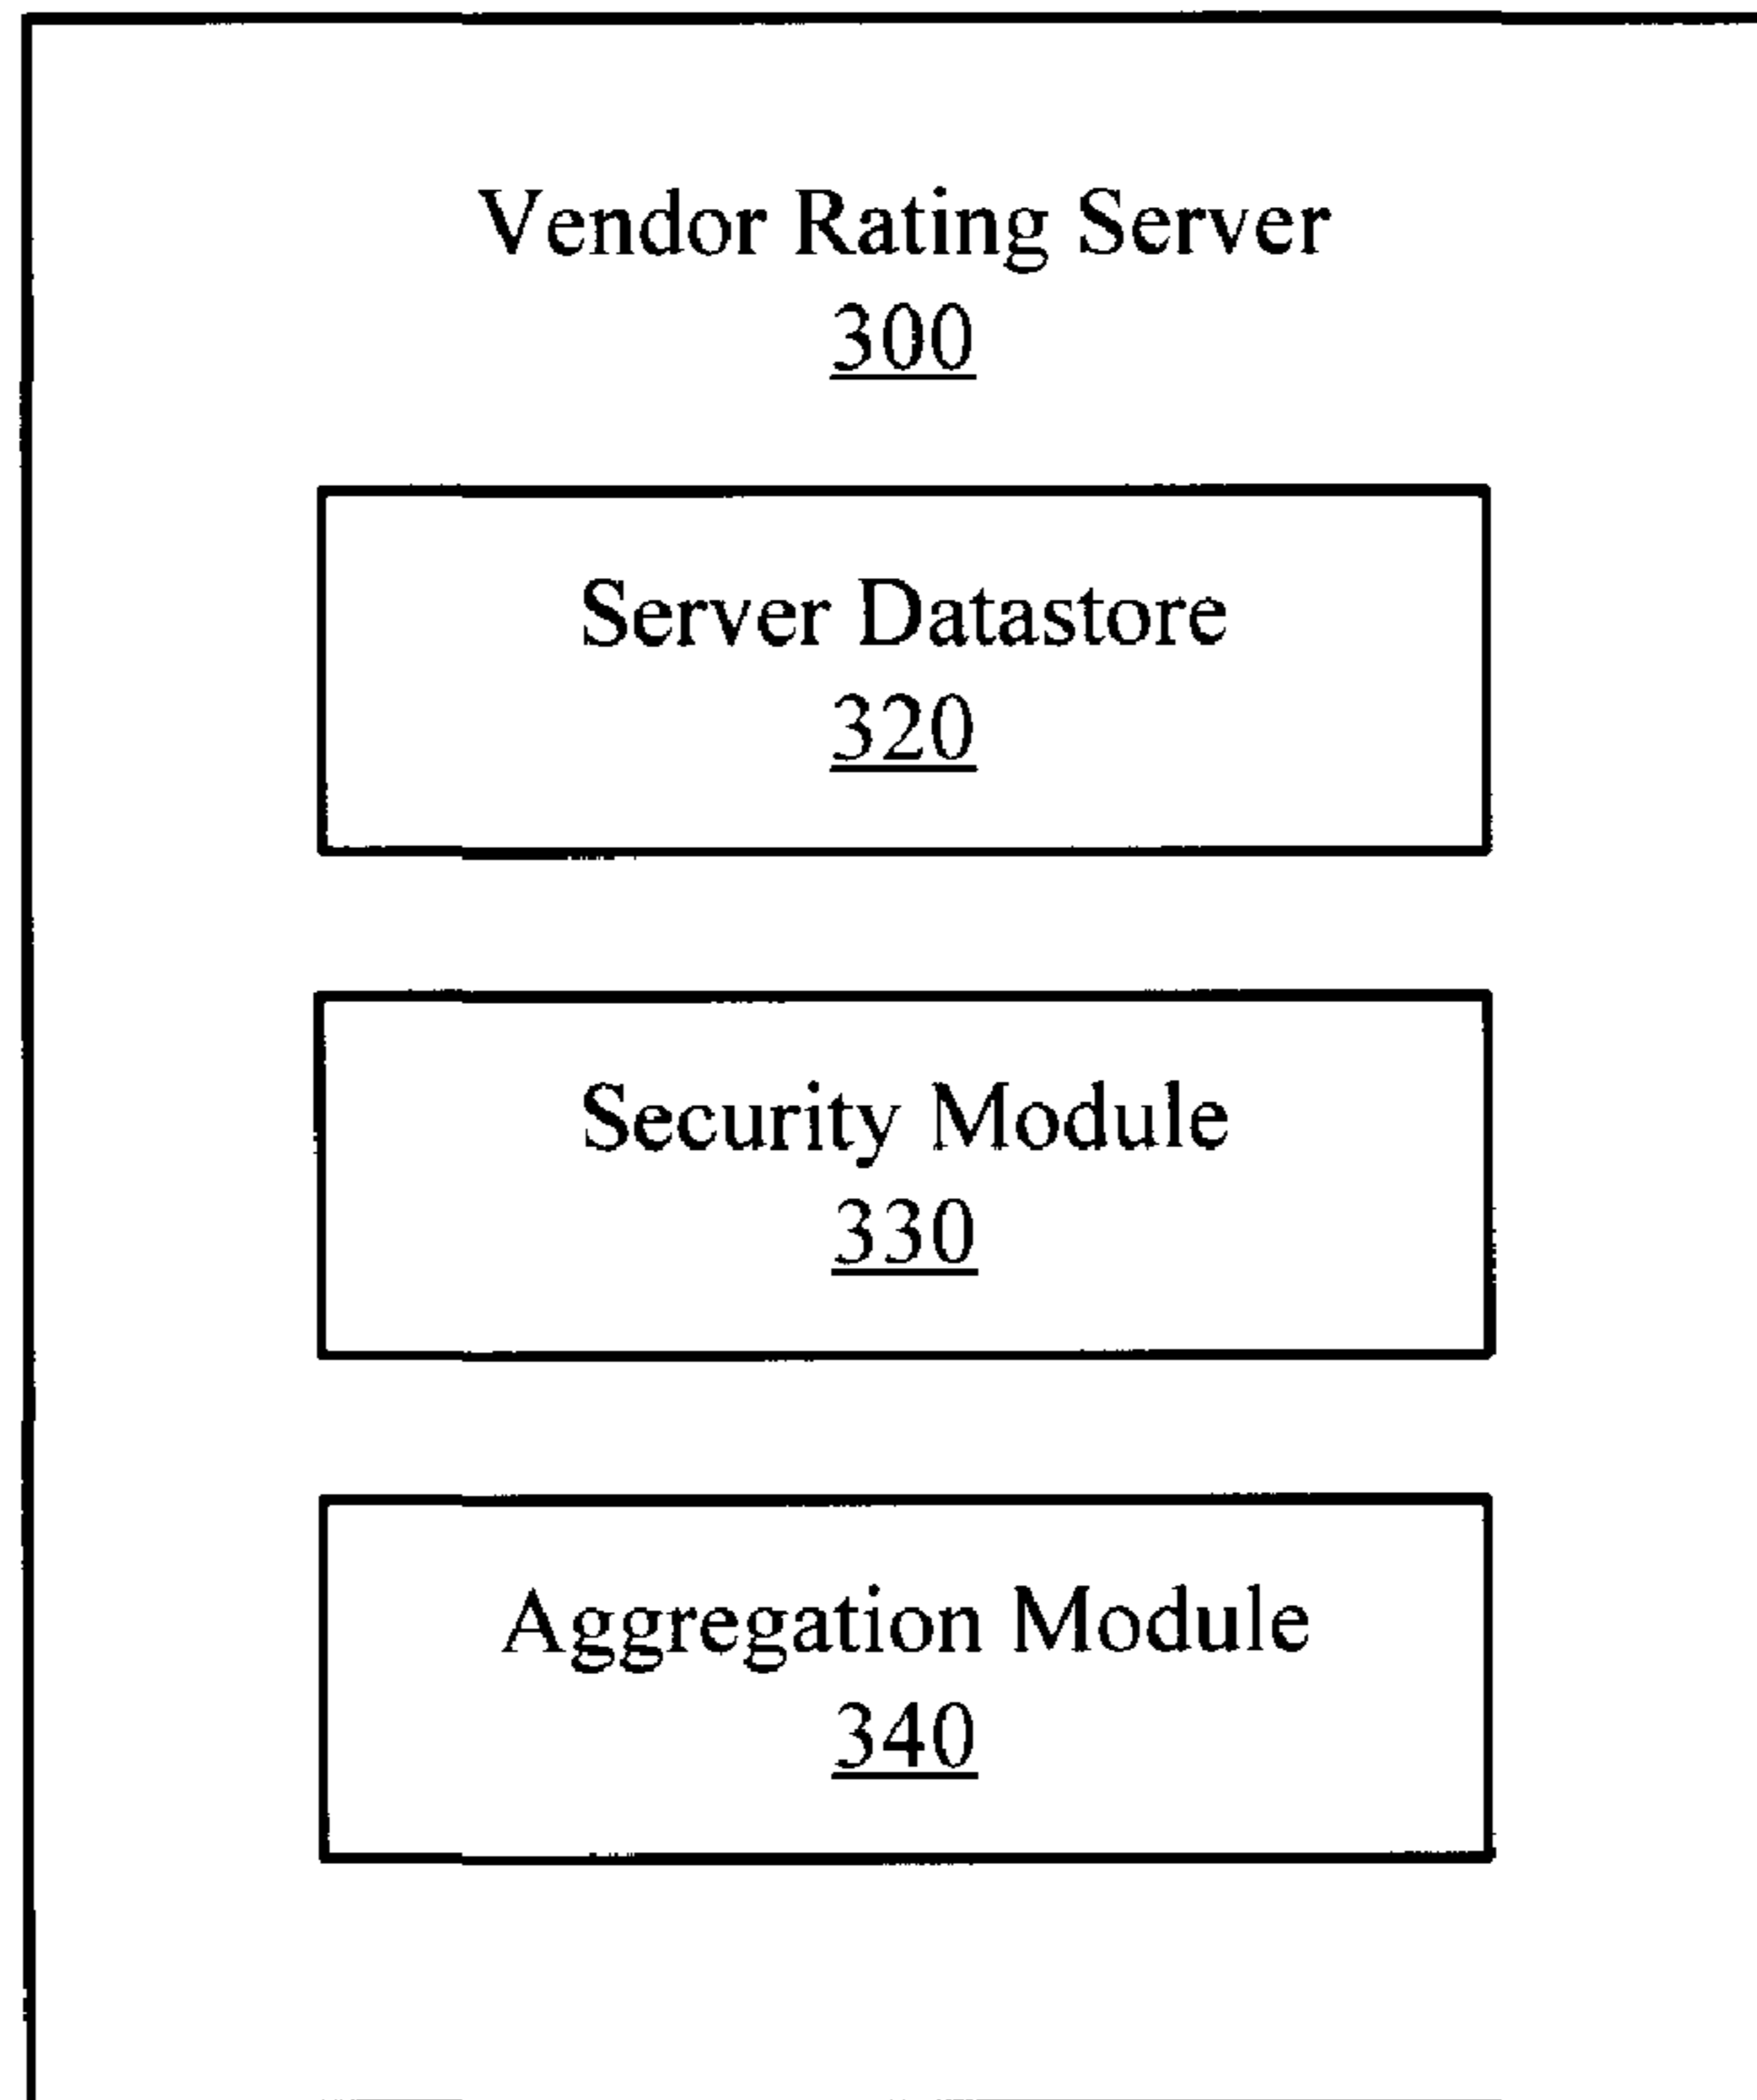 Vendor Rating Server
300
Server Datastore
320
Security Module
330
Aggregation Module
340